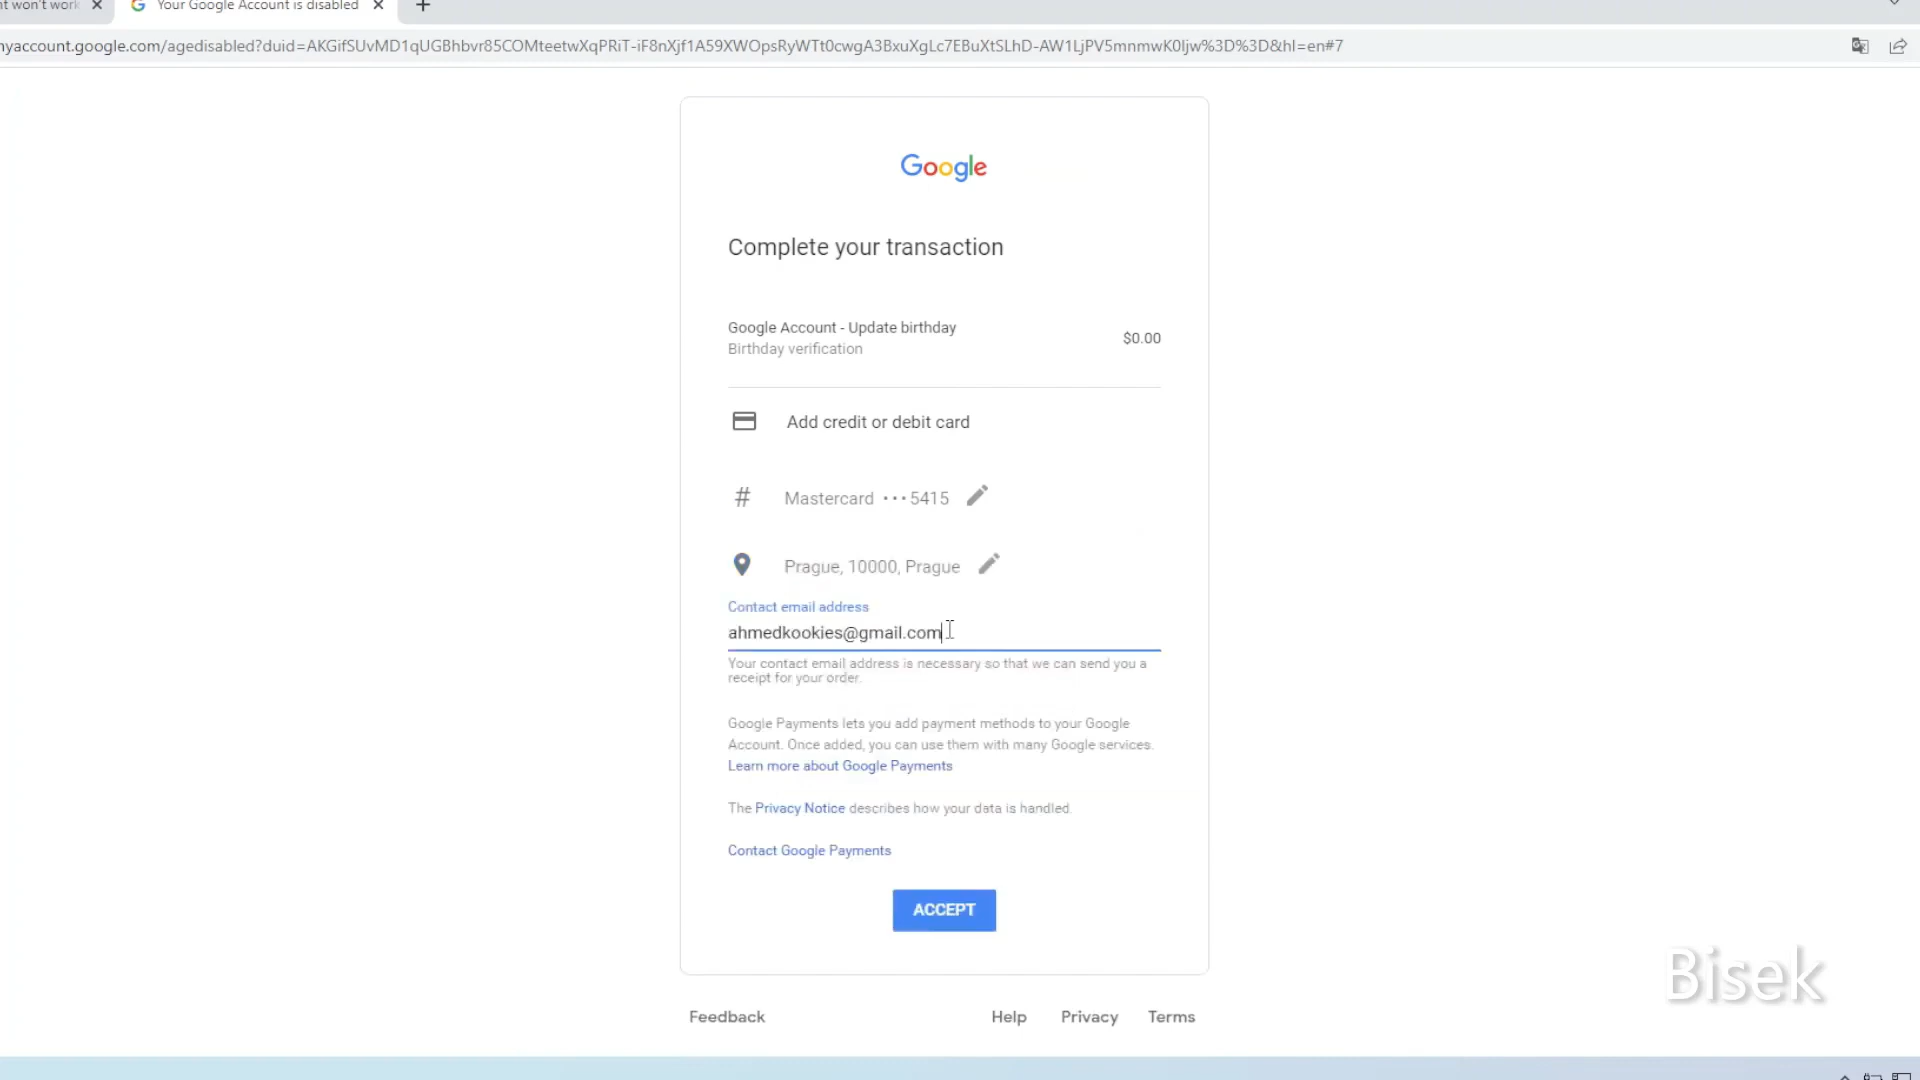 nt won't work
Your Google Account is disabled
nyaccount.google.com/agedisabled?duid=AKGifSUvMD1qUGBhbvr85COMteetwXqPRiT-iF8nXjf1A59XWOpsRyWTt0cwgA3BxuXgLc7EBuXtSLhD-AW1LjPV5mnmwK0ljw%3D%3D&hl=en#7
Google
Complete your transaction
Google Account - Update birthday
$0.00
Birthday verification
Add credit or debit card
# Mastercard ••• 5415
Prague, 10000, Prague
Contact email address
ahmedkookies@gmail.com
Your contact email address is necessary so that we can send you a
receipt for your order.
Google Payments lets you add payment methods to your Google
Account. Once added, you can use them with many Google services.
Learn more about Google Payments
The Privacy Notice describes how your data is handled.
Contact Google Payments
ACCEPT
Bisek
Feedback Help Privacy Terms